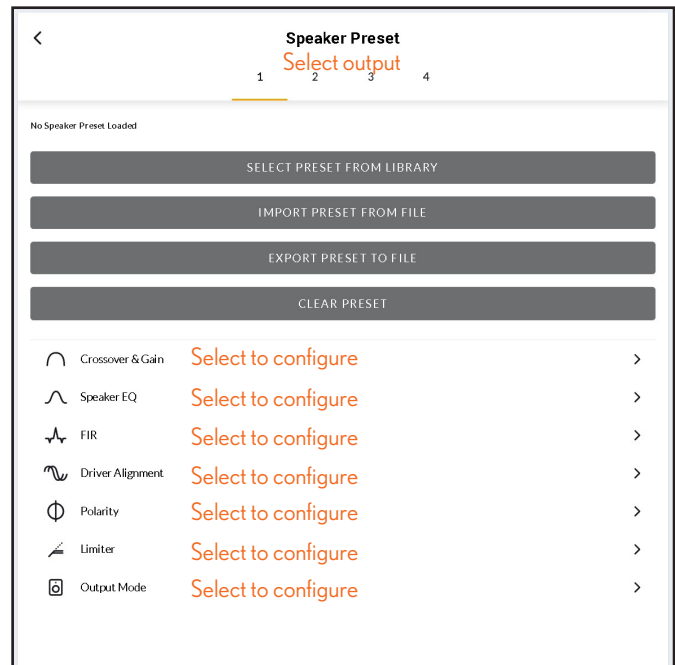 Speaker Preset
Select output
1 2 3 4
No Speaker Preset Loaded
SELECT PRESET FROM LIBRARY
IMPORT PRESET FROM FILE
EXPORT PRESET TO FILE
CLEAR PRESET
Crossover & Gain Select to configure
Speaker EQ Select to configure
FIR Select to configure
Driver Alignment Select to configure
Polarity Select to configure
Limiter Select to configure
Output Mode Select to configure